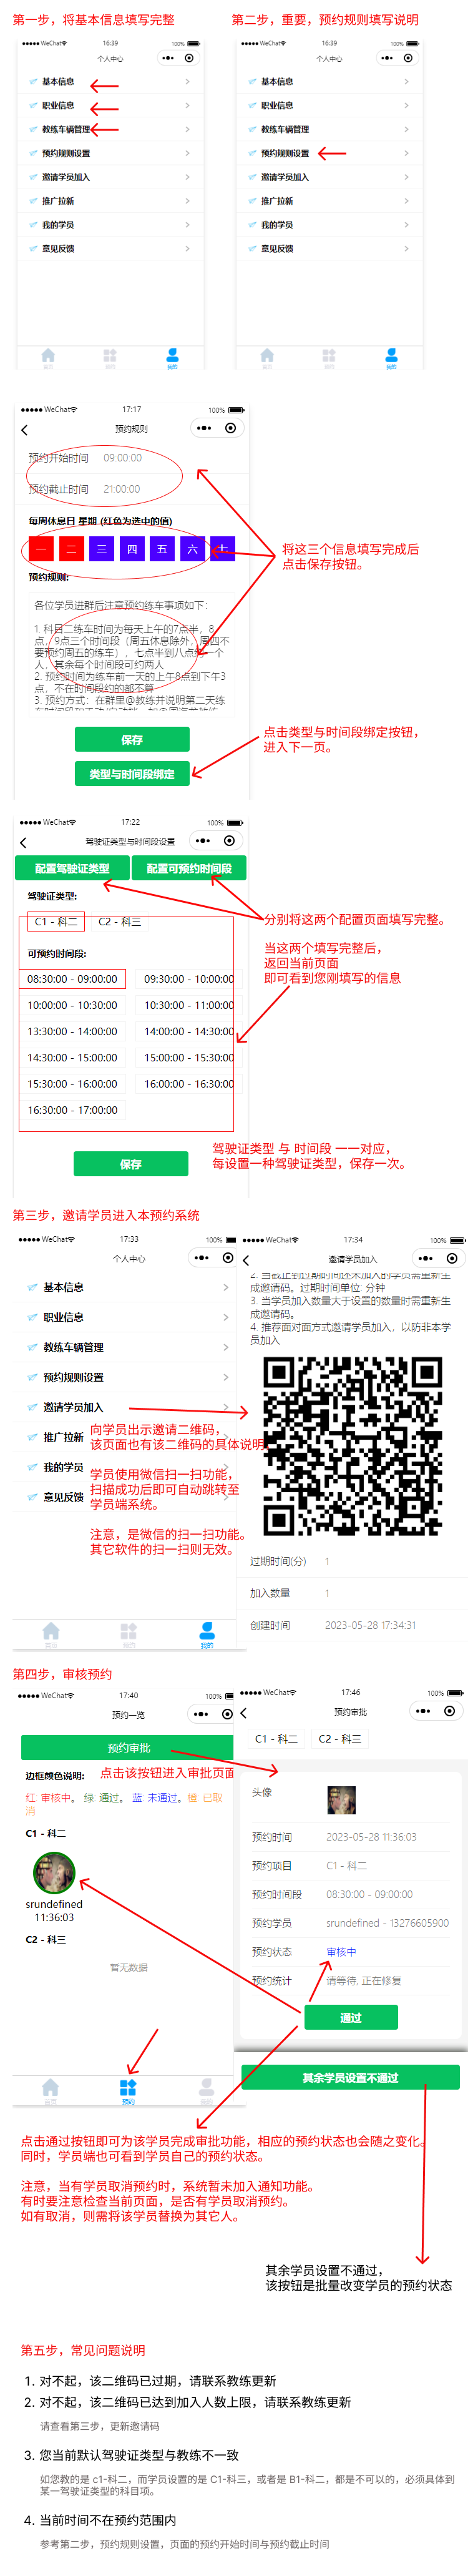 第一步，将基本信息填写完整
第二步，重要，预约规则填写说明
WeChat 16:39 100%
个人中心
基本信息
职业信息
教练车辆管理
预约规则设置
邀请学员加入
推广拉新
我的学员
意见反馈
首页 预约 我的
WeChat 16:39 100%
个人中心
基本信息
职业信息
教练车辆管理
预约规则设置
邀请学员加入
推广拉新
我的学员
意见反馈
首页 预约 我的
WeChat 17:17 100%
预约规则
预约开始时间 09:00:00
预约截止时间 21:00:00
每周休息日 星期 (红色为选中的值)
一 二 三 四 五 六 七
预约规则:
各位学员进群后注意预约练车事项如下：
1. 科目二练车时间为每天上午的7点半，8
点，9点三个时间段（周五休息除外，周四不
要预约周五的练车），七点半到八点约一个
人，其余每个时间段可约两人
2. 预约时间为练车前一天的上午8点到下午3
点，不在时间段约的都不算
3. 预约方式：在群里@教练并说明第二天练
保存
类型与时间段绑定
将这三个信息填写完成后
点击保存按钮。
点击类型与时间段绑定按钮，
进入下一页。
WeChat 17:22 100%
驾驶证类型与时间段设置
配置驾驶证类型 配置可预约时间段
驾驶证类型:
C1 - 科二 C2 - 科三
可预约时间段:
08:30:00 - 09:00:00 09:30:00 - 10:00:00
10:00:00 - 10:30:00 10:30:00 - 11:00:00
13:30:00 - 14:00:00 14:00:00 - 14:30:00
14:30:00 - 15:00:00 15:00:00 - 15:30:00
15:30:00 - 16:00:00 16:00:00 - 16:30:00
16:30:00 - 17:00:00
保存
分别将这两个配置页面填写完整。
当这两个填写完整后，
返回当前页面
即可看到您刚填写的信息
驾驶证类型 与 时间段 一一对应，
每设置一种驾驶证类型，保存一次。
第三步，邀请学员进入本预约系统
WeChat 17:33 100%
个人中心
基本信息
职业信息
教练车辆管理
预约规则设置
邀请学员加入
推广拉新
我的学员
意见反馈
首页 预约 我的
向学员出示邀请二维码，
该页面也有该二维码的具体说明。
学员使用微信扫一扫功能，
扫描成功后即可自动跳转至
学员端系统。
注意，是微信的扫一扫功能。
其它软件的扫一扫则无效。
WeChat 17:34 100%
邀请学员加入
2. 当截止到过期时间还未加入的学员需重新生
成邀请码。过期时间单位: 分钟
3. 当学员加入数量大于设置的数量时需重新生
成邀请码。
4. 推荐面对面方式邀请学员加入，以防非本学
员加入
过期时间(分) 1
加入数量 1
创建时间 2023-05-28 17:34:31
第四步，审核预约
WeChat 17:40 100%
预约一览
预约审批
边框颜色说明: 点击该按钮进入审批页面
红: 审核中。 绿: 通过。 蓝: 未通过。 橙: 已取
消
C1 - 科二
srundefined
11:36:03
C2 - 科三
暂无数据
首页 预约 我的
WeChat 17:46 100%
预约审批
C1 - 科二 C2 - 科三
头像
预约时间 2023-05-28 11:36:03
预约项目 C1 - 科二
预约时间段 08:30:00 - 09:00:00
预约学员 srundefined - 13276605900
预约状态 审核中
预约统计 请等待, 正在修复
通过
其余学员设置不通过
点击通过按钮即可为该学员完成审批功能，相应的预约状态也会随之变化。
同时，学员端也可看到学员自己的预约状态。
注意，当有学员取消预约时，系统暂未加入通知功能。
有时要注意检查当前页面，是否有学员取消预约。
如有取消，则需将该学员替换为其它人。
其余学员设置不通过，
该按钮是批量改变学员的预约状态
第五步，常见问题说明
1. 对不起，该二维码已过期，请联系教练更新
2. 对不起，该二维码已达到加入人数上限，请联系教练更新
请查看第三步，更新邀请码
3. 您当前默认驾驶证类型与教练不一致
如您教的是 c1-科二，而学员设置的是 C1-科三，或者是 B1-科二，都是不可以的，必须具体到
某一驾驶证类型的科目项。
4. 当前时间不在预约范围内
参考第二步，预约规则设置，页面的预约开始时间与预约截止时间